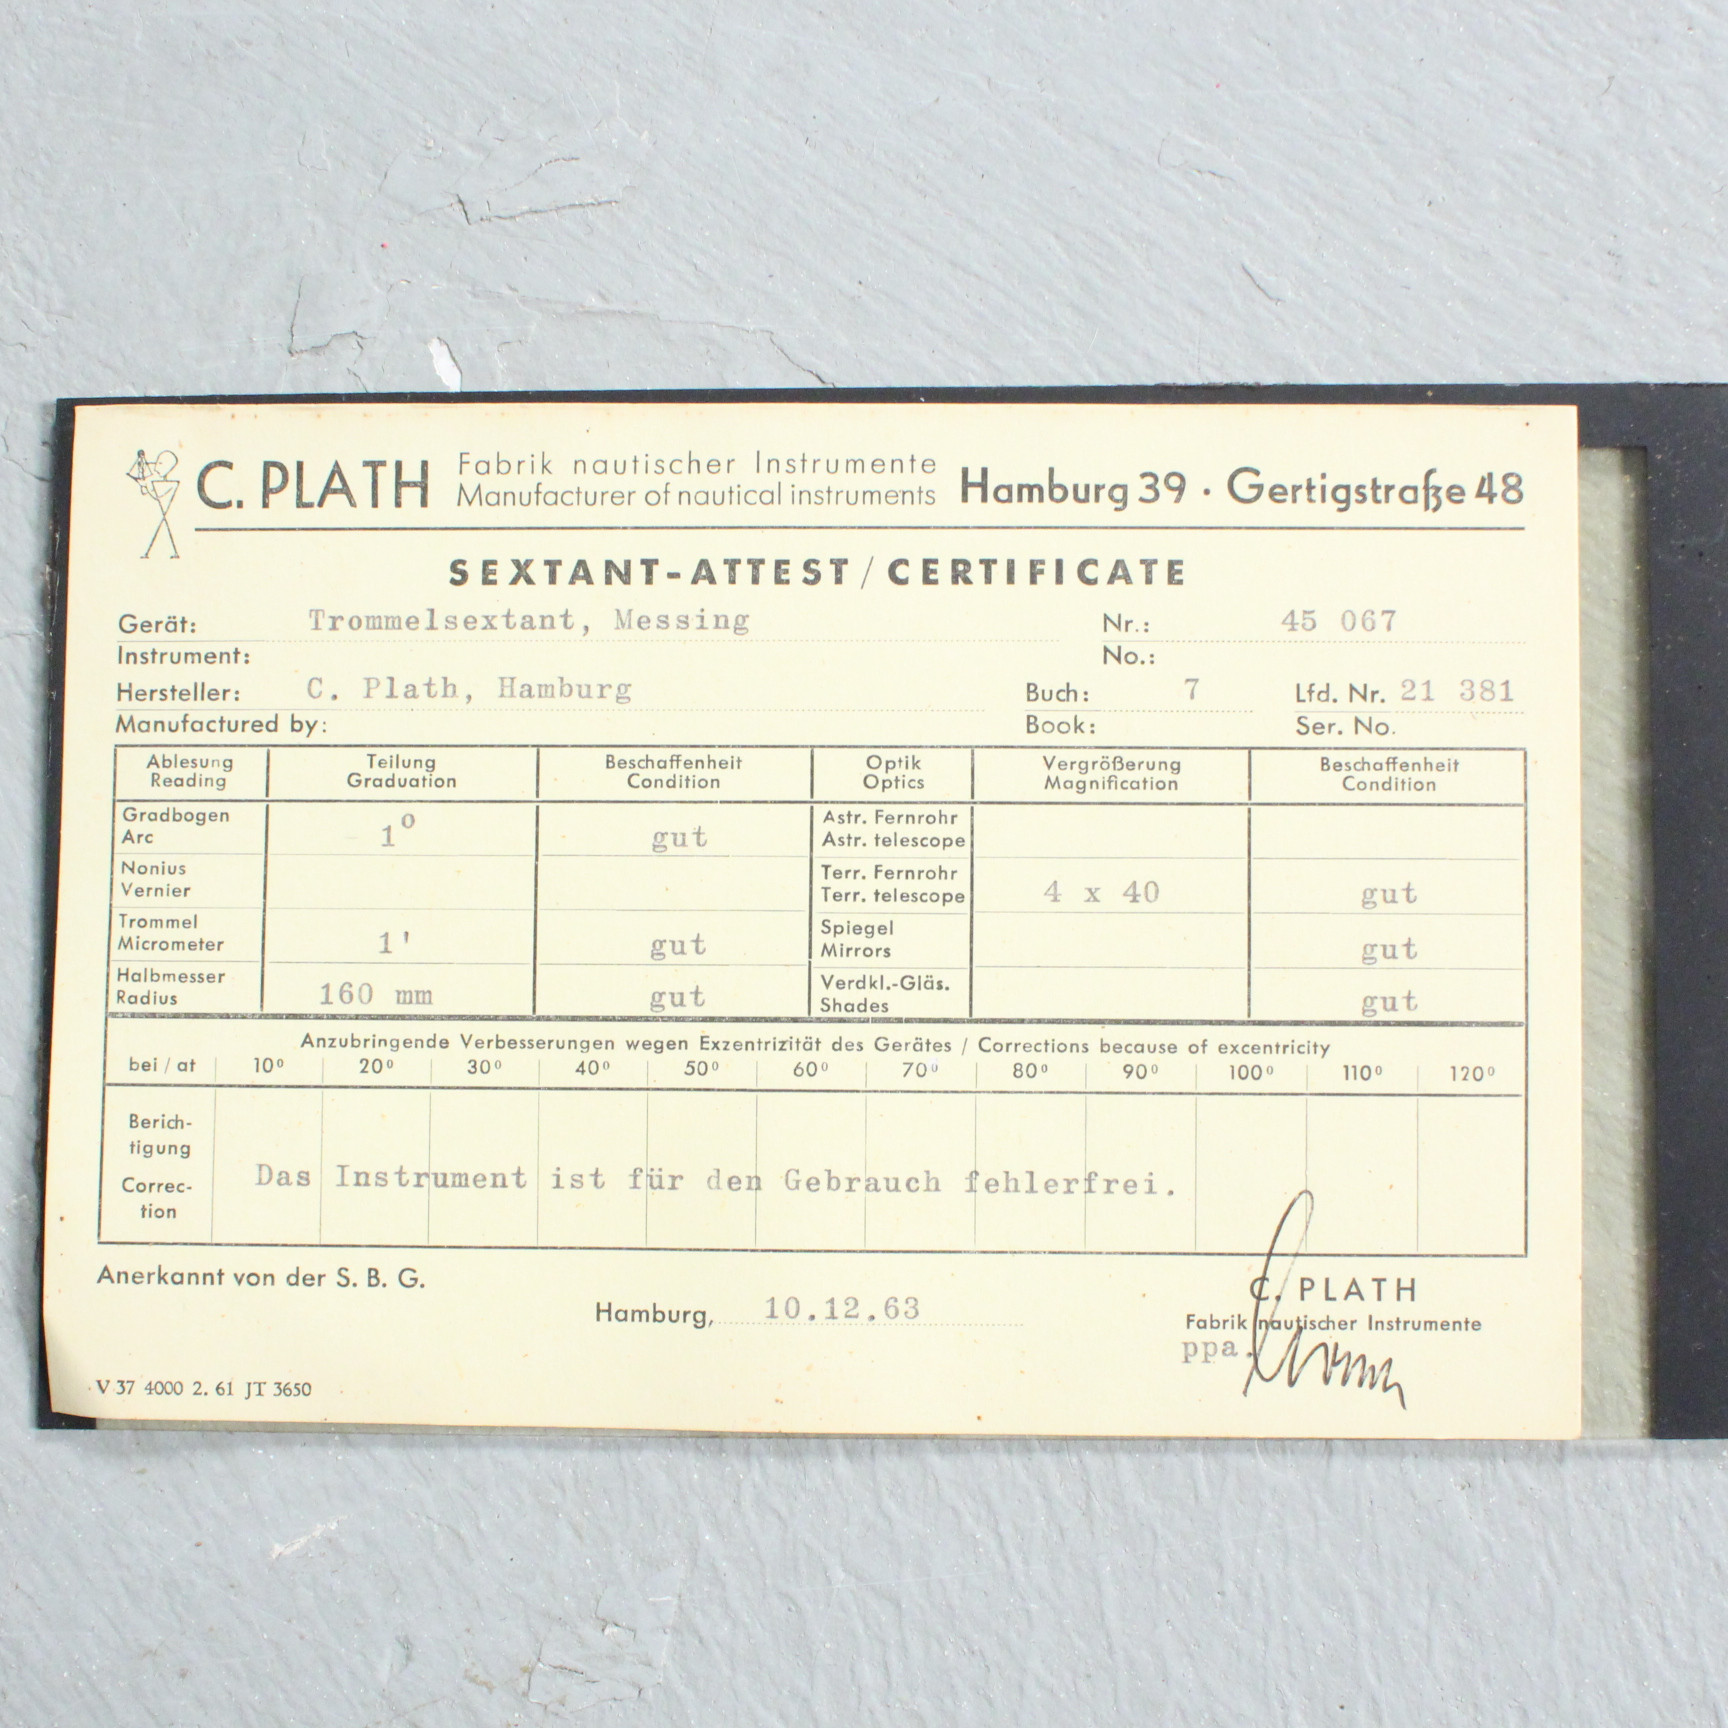 C. PLATH Fabrik nautischer Instrumente Hamburg 39 · Gertigstraße 48
Manufacturer of nautical instruments
SEXTANT-ATTEST / CERTIFICATE
Gerät: Trommelsextant, Messing Nr.: 45 067
Instrument: No.:
Hersteller: C. Plath, Hamburg Buch: 7 Lfd. Nr. 21 381
Manufactured by: Book: Ser. No.
Ablesung Teilung Beschaffenheit Optik Vergrößerung Beschaffenheit
Reading Graduation Condition Optics Magnification Condition
Gradbogen 1° gut Astr. Fernrohr
Arc Astr. telescope
Nonius Terr. Fernrohr
Vernier Terr. telescope 4 x 40 gut
Trommel Spiegel
Micrometer 1' gut Mirrors gut
Halbmesser Verdkl.-Gläs.
Radius 160 mm gut Shades gut
Anzubringende Verbesserungen wegen Exzentrizität des Gerätes / Corrections because of excentricity
bei / at 10° 20° 30° 40° 50° 60° 70° 80° 90° 100° 110° 120°
Berich-
tigung
Das Instrument ist für den Gebrauch fehlerfrei.
Correc-
tion
Anerkannt von der S. B. G.
Hamburg, 10.12.63
C. PLATH
Fabrik nautischer Instrumente
ppa.
V 37 4000 2. 61 JT 3650